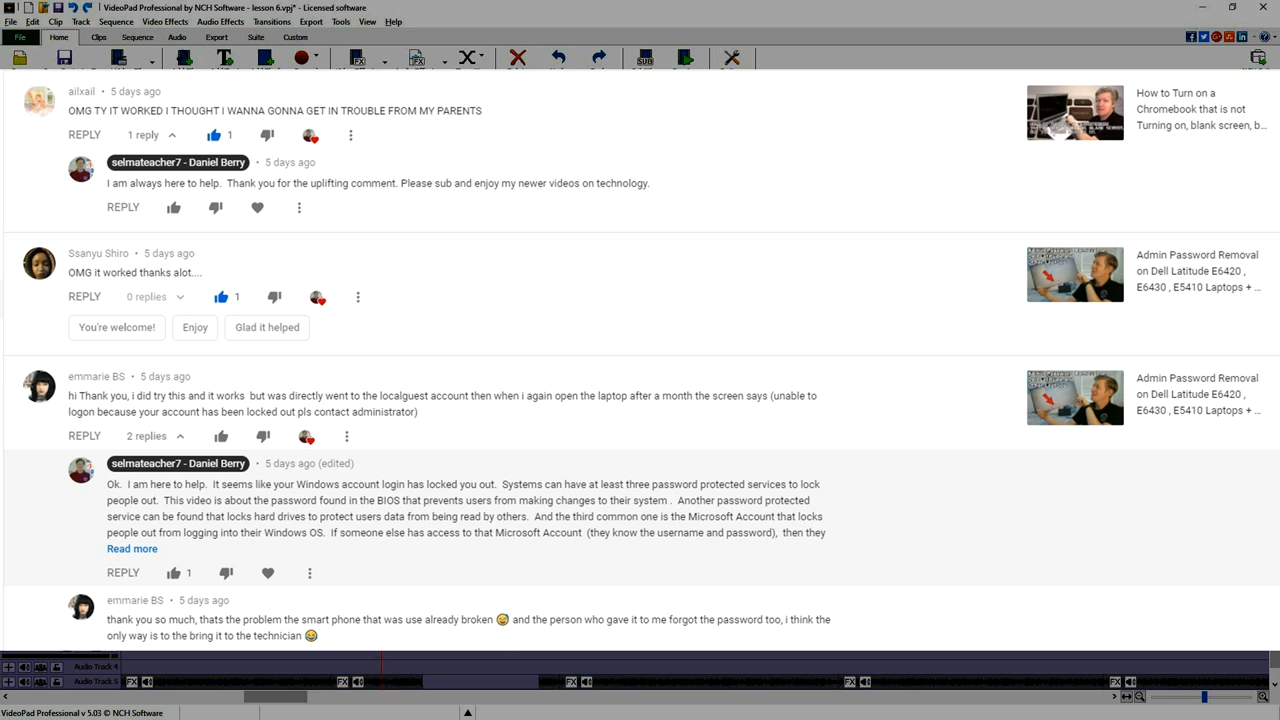 VideoPad Professional by NCH Software - lesson 6.vpj* - Licensed software
File Edit Clip Track Sequence Video Effects Audio Effects Transitions Export Tools View Help
File Home Clips Sequence Audio Export Suite Custom
FX SUB
ailxail • 5 days ago
OMG TY IT WORKED I THOUGHT I WANNA GONNA GET IN TROUBLE FROM MY PARENTS
REPLY 1 reply 1
How to Turn on a
Chromebook that is not
Turning on, blank screen, b...
selmateacher7 - Daniel Berry • 5 days ago
I am always here to help. Thank you for the uplifting comment. Please sub and enjoy my newer videos on technology.
REPLY
Ssanyu Shiro • 5 days ago
OMG it worked thanks alot....
REPLY 0 replies 1
You're welcome! Enjoy Glad it helped
Admin Password Removal
on Dell Latitude E6420 ,
E6430 , E5410 Laptops + ...
emmarie BS • 5 days ago
hi Thank you, i did try this and it works but was directly went to the localguest account then when i again open the laptop after a month the screen says (unable to
logon because your account has been locked out pls contact administrator)
REPLY 2 replies
Admin Password Removal
on Dell Latitude E6420 ,
E6430 , E5410 Laptops + ...
selmateacher7 - Daniel Berry • 5 days ago (edited)
Ok. I am here to help. It seems like your Windows account login has locked you out. Systems can have at least three password protected services to lock
people out. This video is about the password found in the BIOS that prevents users from making changes to their system . Another password protected
service can be found that locks hard drives to protect users data from being read by others. And the third common one is the Microsoft Account that locks
people out from logging into their Windows OS. If someone else has access to that Microsoft Account (they know the username and password), then they
Read more
REPLY 1
emmarie BS • 5 days ago
thank you so much, thats the problem the smart phone that was use already broken 😅 and the person who gave it to me forgot the password too, i think the
only way is to the bring it to the technician 😂
Audio Track 4
Audio Track 5 FX FX FX FX FX
VideoPad Professional v 5.03 © NCH Software